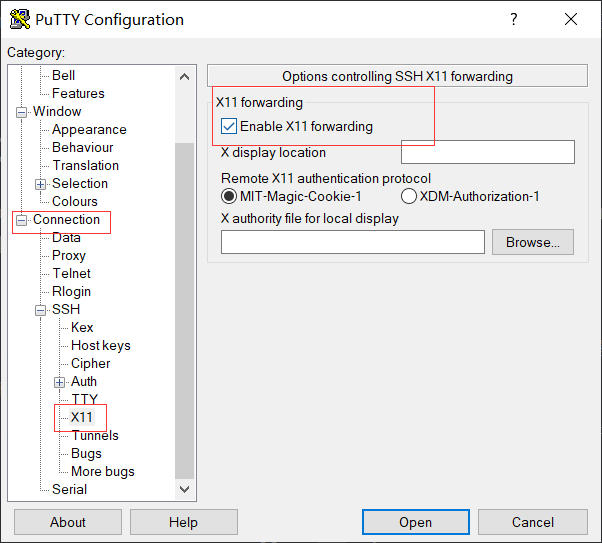 PuTTY Configuration
Category:
Bell
Features
Window
Appearance
Behaviour
Translation
Selection
Colours
Connection
Data
Proxy
Telnet
Rlogin
SSH
Kex
Host keys
Cipher
Auth
TTY
X11
Tunnels
Bugs
More bugs
Serial
Options controlling SSH X11 forwarding
X11 forwarding
Enable X11 forwarding
X display location
Remote X11 authentication protocol
MIT-Magic-Cookie-1 XDM-Authorization-1
X authority file for local display
Browse...
About Help Open Cancel